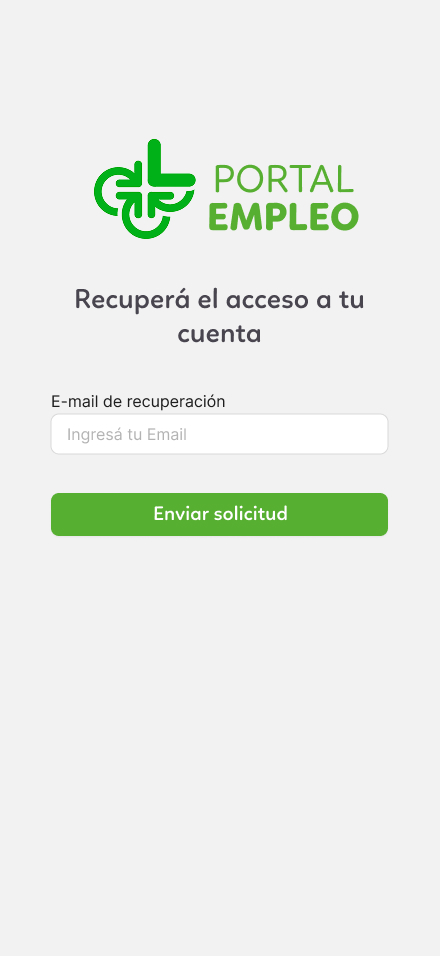 PORTAL
EMPLEO
Recuperá el acceso a tu
cuenta
E-mail de recuperación
Ingresá tu Email
Enviar solicitud